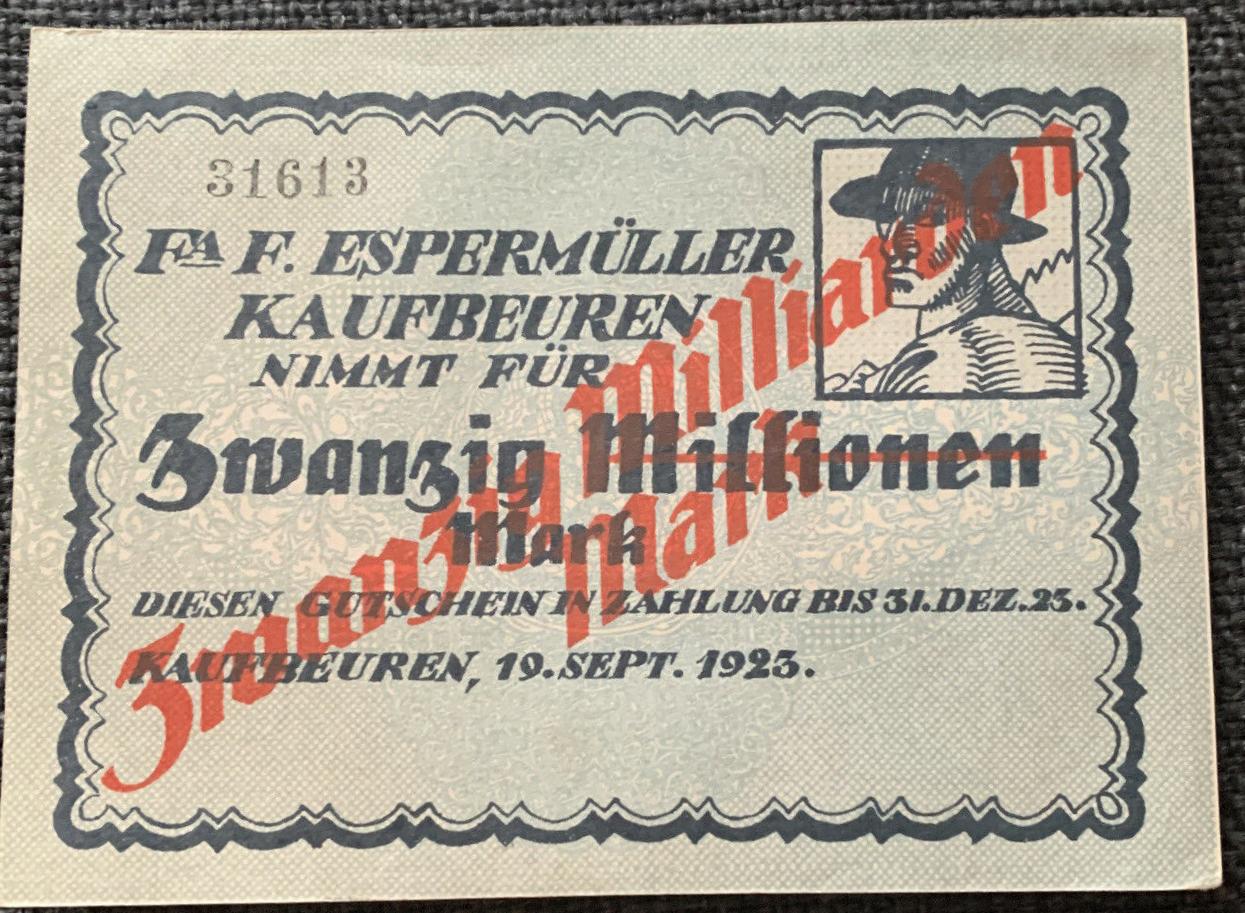 31613
FA F. ESPERMÜLLER
KAUFBEUREN
NIMMT FÜR
Zwanzig Millionen
Mark
DIESEN GUTSCHEIN IN ZAHLUNG BIS 31.DEZ.23.
KAUFBEUREN, 19.SEPT. 1923.
Zwanzig Milliarden
Mark